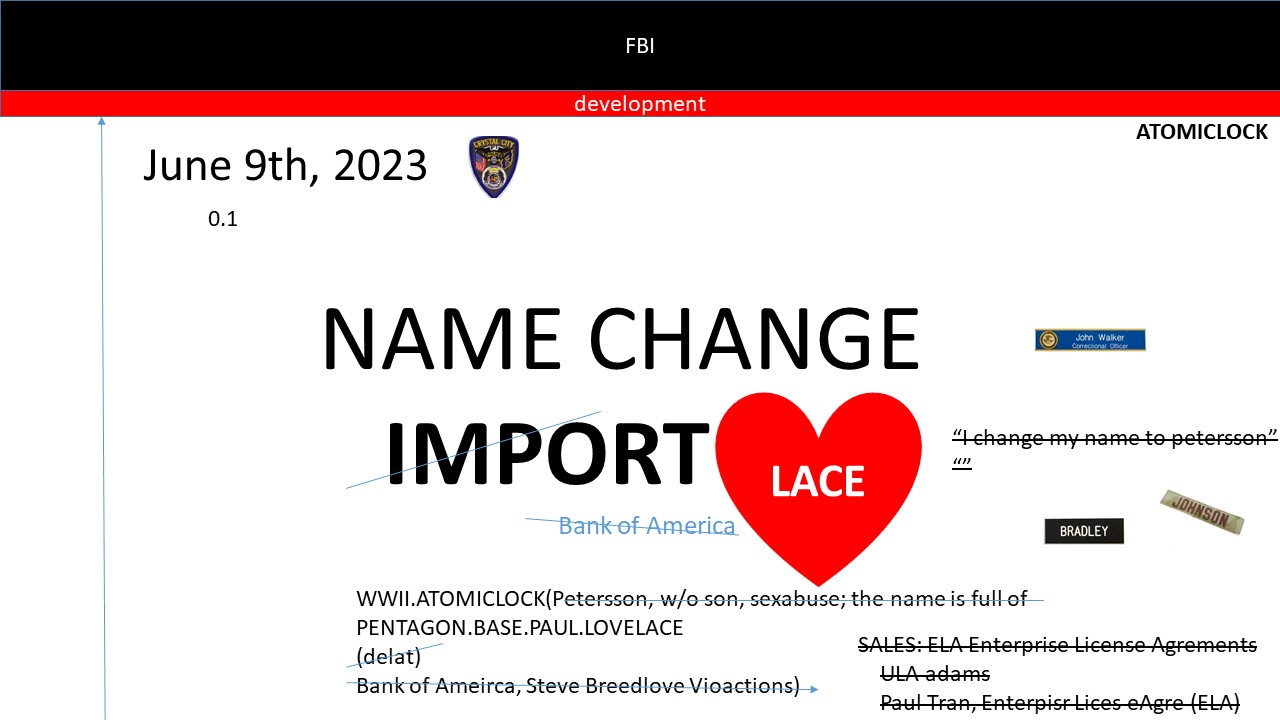 FBI
development
ATOMICLOCK
June 9th, 2023
CRYSTAL CITY
0.1
NAME CHANGE
John Walker
Correctional Officer
IMPORT
LACE
“I change my name to petersson”
“”
JOHNSON
BRADLEY
Bank of America
WWII.ATOMICLOCK(Petersson, w/o son, sexabuse; the name is full of
PENTAGON.BASE.PAUL.LOVELACE
(delat)
Bank of Ameirca, Steve Breedlove Vioactions)
SALES: ELA Enterprise License Agrements
ULA adams
Paul Tran, Enterpisr Lices eAgre (ELA)